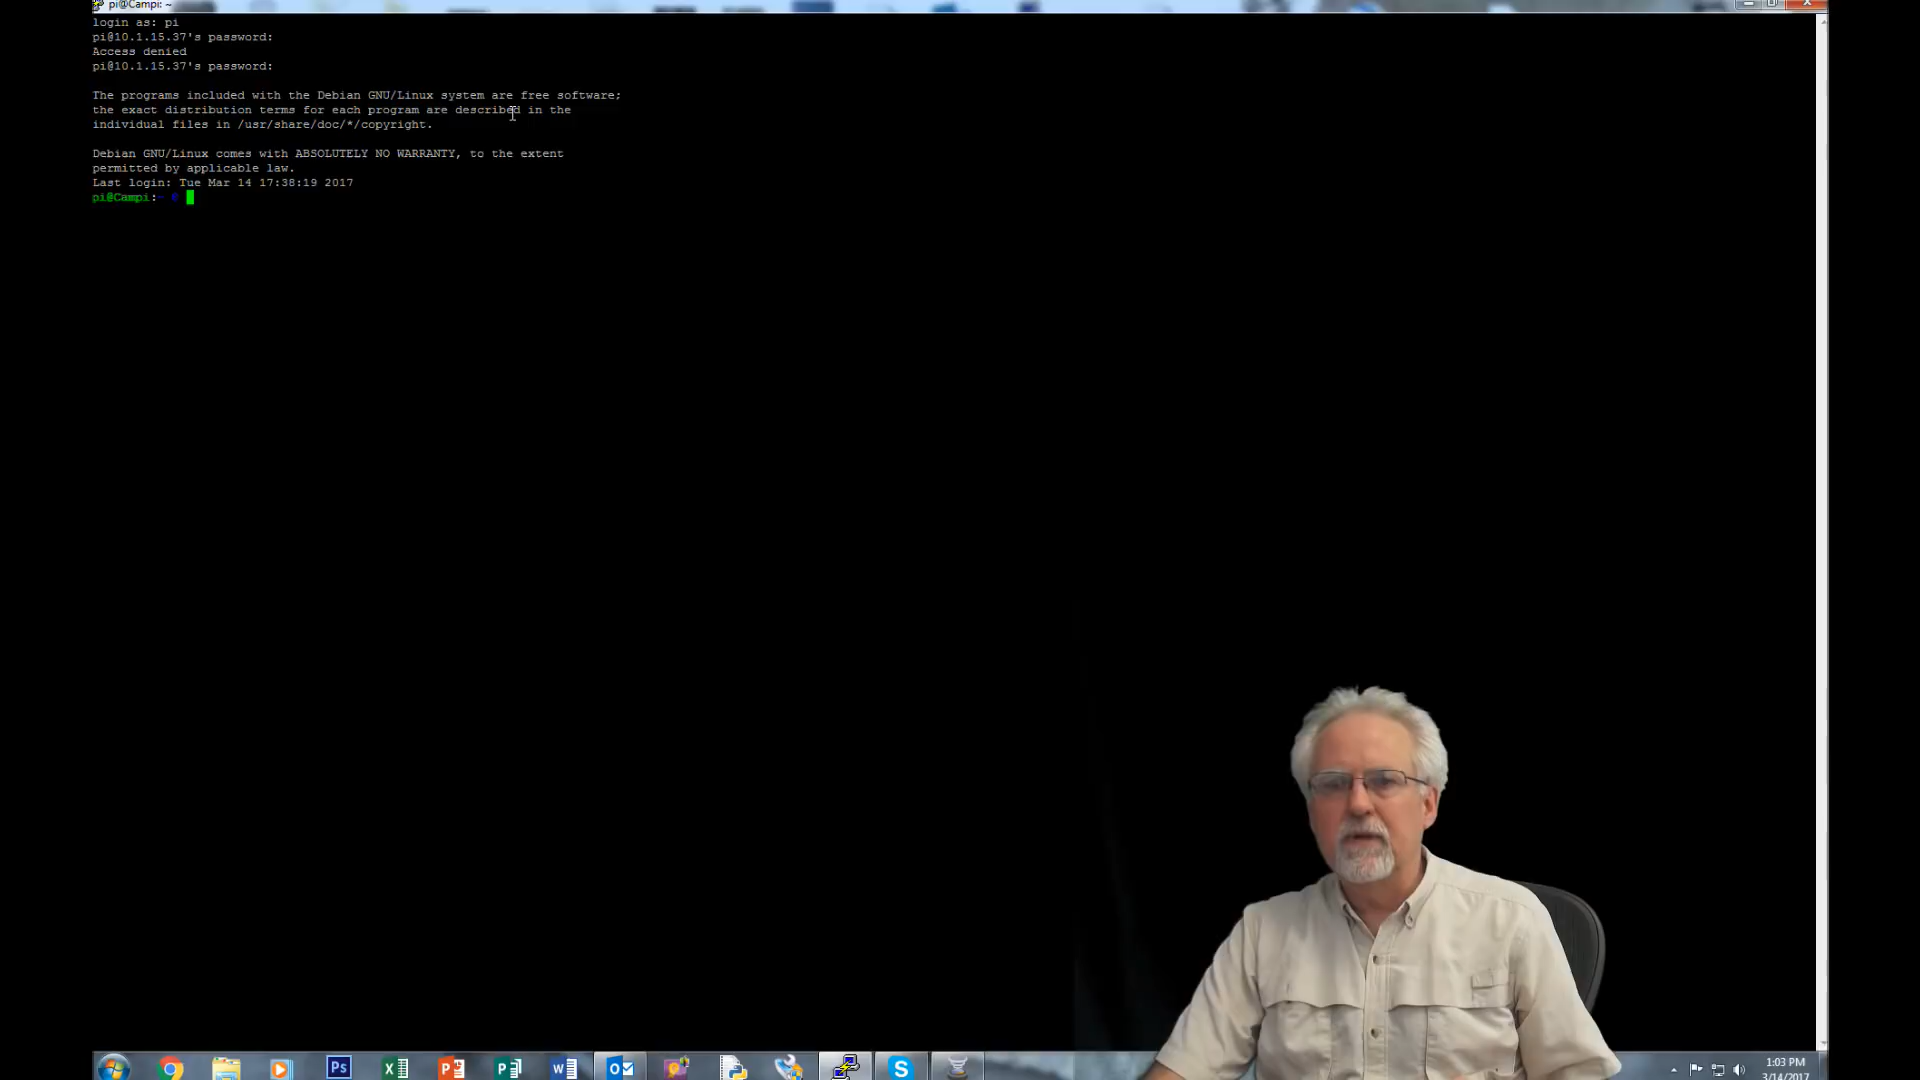 pi@Campi: ~
login as: pi
pi@10.1.15.37's password:
Access denied
pi@10.1.15.37's password:
The programs included with the Debian GNU/Linux system are free software;
the exact distribution terms for each program are described in the
individual files in /usr/share/doc/*/copyright.
Debian GNU/Linux comes with ABSOLUTELY NO WARRANTY, to the extent
permitted by applicable law.
Last login: Tue Mar 14 17:38:19 2017
pi@Campi:~ $
Ps
1:03 PM
3/14/2017